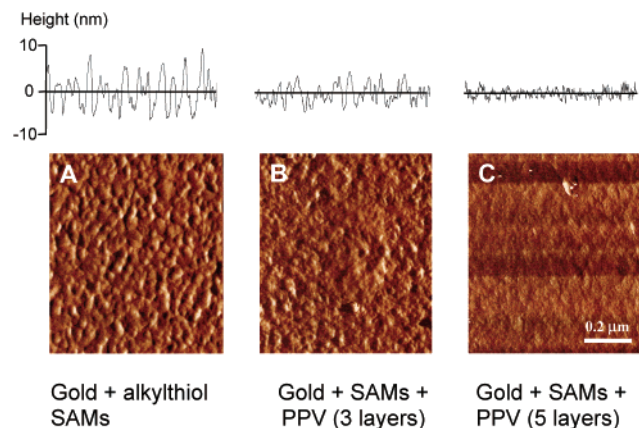 Height (nm)
10
0
-10
A
B
C
0.2 µm
Gold + alkylthiol
SAMs
Gold + SAMs +
PPV (3 layers)
Gold + SAMs +
PPV (5 layers)